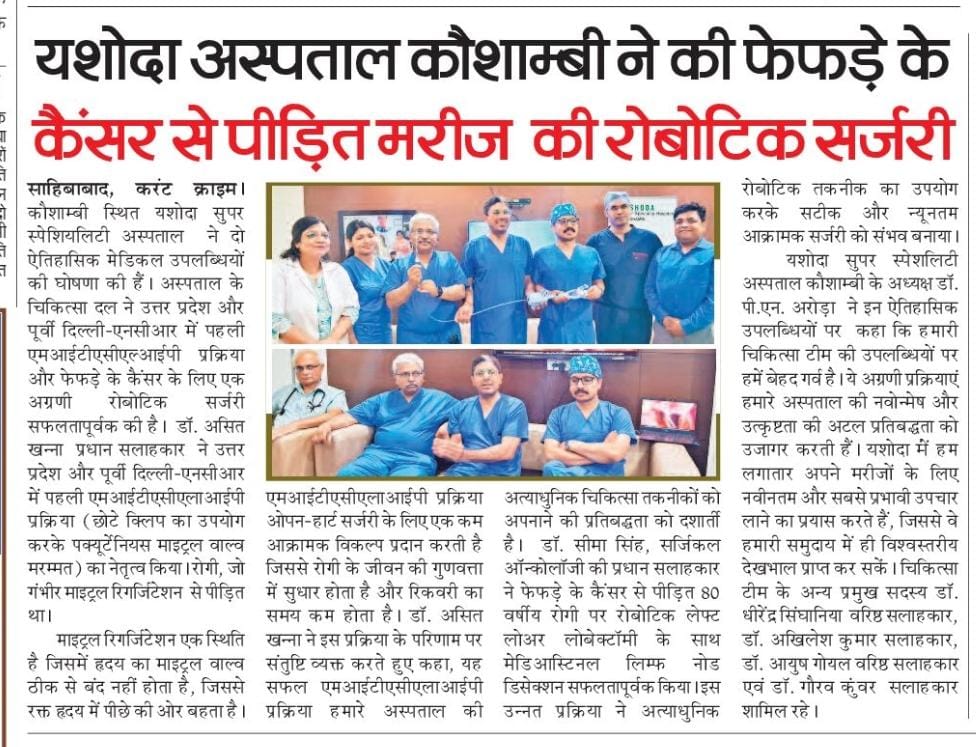 यशोदा अस्पताल कौशाम्बी ने की फेफड़े के
कैंसर से पीड़ित मरीज की रोबोटिक सर्जरी
साहिबाबाद, करंट क्राइम।
कौशाम्बी स्थित यशोदा सुपर
स्पेशियलिटी अस्पताल ने दो
ऐतिहासिक मेडिकल उपलब्धियों
की घोषणा की हैं। अस्पताल के
चिकित्सा दल ने उत्तर प्रदेश और
पूर्वी दिल्ली-एनसीआर में पहली
एमआईटीएसीएल्आईपी प्रक्रिया
और फेफड़े के कैंसर के लिए एक
अग्रणी रोबोटिक सर्जरी
सफलतापूर्वक की है। डॉ. असित
खन्ना प्रधान सलाहकार ने उत्तर
प्रदेश और पूर्वी दिल्ली-एनसीआर
में पहली एमआईटीएसीएलाआईपी
प्रक्रिया (छोटे क्लिप का उपयोग
करके पक्यूर्टेनियस माइट्रल वाल्व
मरम्मत) का नेतृत्व किया। रोगी, जो
गंभीर माइट्रल रिगर्जिटेशन से पीड़ित
था।
माइट्रल रिगर्जिटेशन एक स्थिति
है जिसमें हृदय का माइट्रल वाल्व
ठीक से बंद नहीं होता है, जिससे
रक्त हृदय में पीछे की ओर बहता है।
SHODA
एमआईटीएसीएलाआईपी प्रक्रिया
ओपन-हार्ट सर्जरी के लिए एक कम
आक्रामक विकल्प प्रदान करती है
जिससे रोगी के जीवन की गुणवत्ता
में सुधार होता है और रिकवरी का
समय कम होता है। डॉ. असित
खन्ना ने इस प्रक्रिया के परिणाम पर
संतुष्टि व्यक्त करते हुए कहा, यह
सफल एमआईटीएसीएलाआईपी
प्रक्रिया हमारे अस्पताल की
अत्याधुनिक चिकित्सा तकनीकों को
अपनाने की प्रतिबद्धता को दशार्ती
है। डॉ. सीमा सिंह, सर्जिकल
ऑन्कोलॉजी की प्रधान सलाहकार
ने फेफड़े के कैंसर से पीड़ित 80
वर्षीय रोगी पर रोबोटिक लेफ्ट
लोअर लोबेक्टॉमी के साथ
मेडिआस्टिनल लिम्फ नोड
डिसेक्शन सफलतापूर्वक किया। इस
उन्नत प्रक्रिया ने अत्याधुनिक
रोबोटिक तकनीक का उपयोग
करके सटीक और न्यूनतम
आक्रामक सर्जरी को संभव बनाया।
यशोदा सुपर स्पेशलिटी
अस्पताल कौशाम्बी के अध्यक्ष डॉ.
पी.एन. अरोड़ा ने इन ऐतिहासिक
उपलब्धियों पर कहा कि हमारी
चिकित्सा टीम की उपलब्धियों पर
हमें बेहद गर्व है। ये अग्रणी प्रक्रियाएं
हमारे अस्पताल की नवोन्मेष और
उत्कृष्टता की अटल प्रतिबद्धता को
उजागर करती हैं। यशोदा में हम
लगातार अपने मरीजों के लिए
नवीनतम और सबसे प्रभावी उपचार
लाने का प्रयास करते हैं, जिससे वे
हमारी समुदाय में ही विश्वस्तरीय
देखभाल प्राप्त कर सकें। चिकित्सा
टीम के अन्य प्रमुख सदस्य डॉ.
धीरेंद्र सिंघानिया वरिष्ठ सलाहकार,
डॉ. अखिलेश कुमार सलाहकार,
डॉ. आयुष गोयल वरिष्ठ सलाहकार
एवं डॉ. गौरव कुंवर सलाहकार
शामिल रहे।